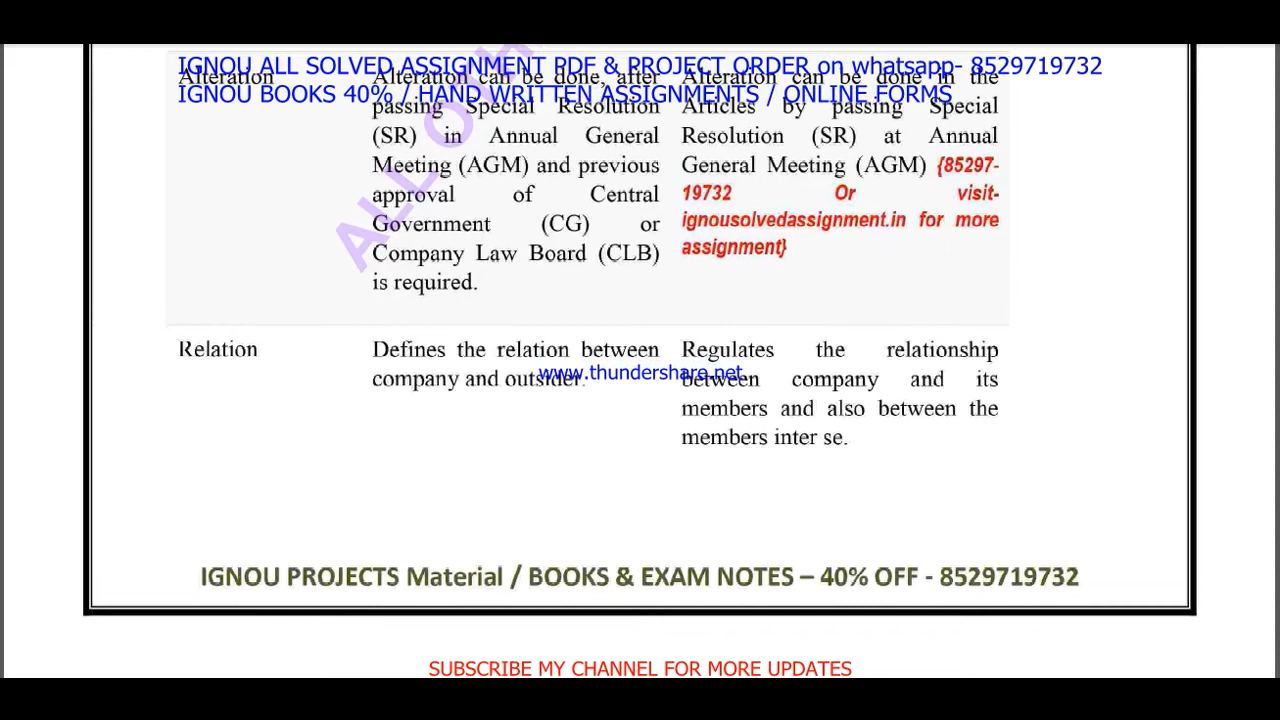 IGNOU ALL SOLVED ASSIGNMENT PDF & PROJECT ORDER on whatsapp- 8529719732
IGNOU BOOKS 40% / HAND WRITTEN ASSIGNMENTS / ONLINE FORMS
Alteration
Alteration can be done, after
passing Special Resolution
(SR) in Annual General
Meeting (AGM) and previous
approval of Central
Government (CG) or
Company Law Board (CLB)
is required.
Alteration can be done in the
Articles by passing Special
Resolution (SR) at Annual
General Meeting (AGM) {85297-
19732 Or visit-
ignousolvedassignment.in for more
assignment}
Relation
Defines the relation between
company and outsider.
Regulates the relationship
between company and its
members and also between the
members inter se.
www.thundershare.net
IGNOU PROJECTS Material / BOOKS & EXAM NOTES – 40% OFF - 8529719732
SUBSCRIBE MY CHANNEL FOR MORE UPDATES